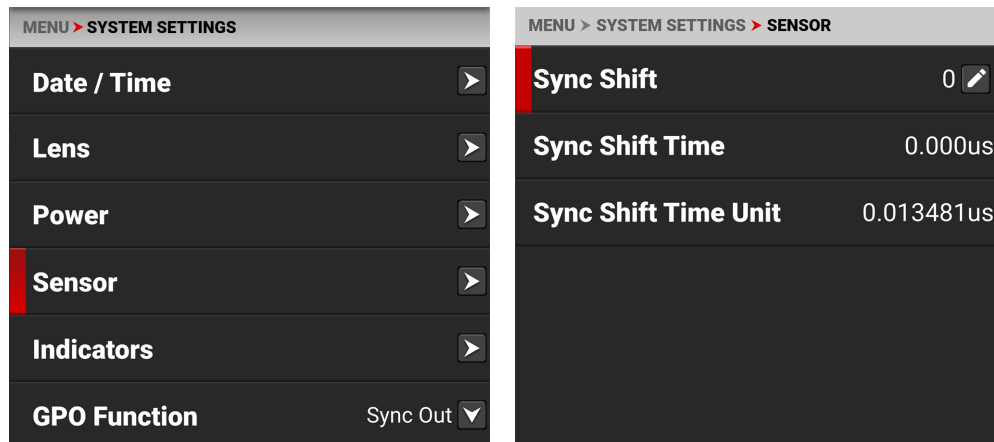 MENU > SYSTEM SETTINGS
Date / Time
Lens
Power
Sensor
Indicators
GPO Function Sync Out
MENU > SYSTEM SETTINGS > SENSOR
Sync Shift 0
Sync Shift Time 0.000us
Sync Shift Time Unit 0.013481us